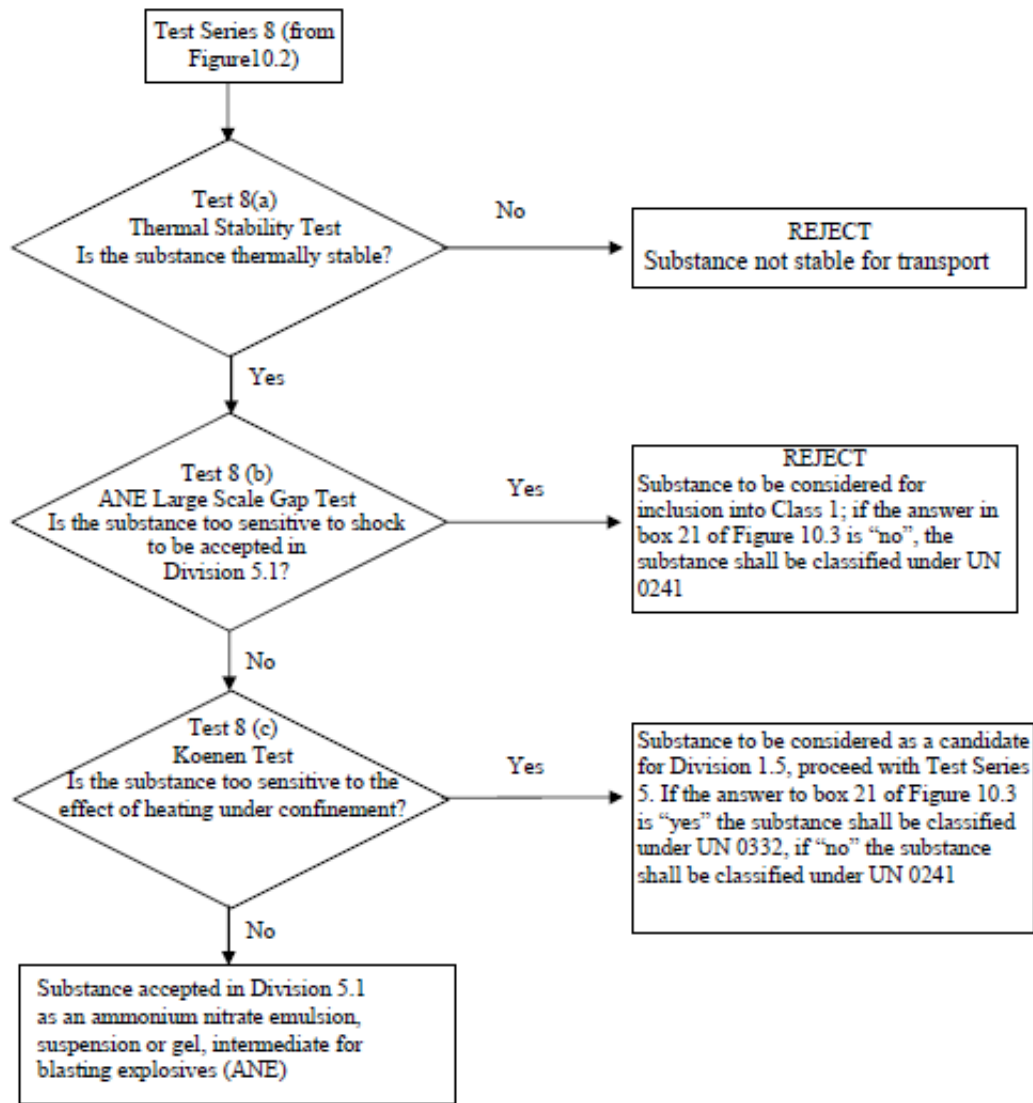 Test Series 8 (from
Figure10.2)
Test 8(a)
Thermal Stability Test
Is the substance thermally stable?
No
REJECT
Substance not stable for transport
Yes
Test 8 (b)
ANE Large Scale Gap Test
Is the substance too sensitive to shock
to be accepted in
Division 5.1?
Yes
REJECT
Substance to be considered for
inclusion into Class 1; if the answer in
box 21 of Figure 10.3 is “no”, the
substance shall be classified under UN
0241
No
Test 8 (c)
Koenen Test
Is the substance too sensitive to the
effect of heating under confinement?
Yes
Substance to be considered as a candidate
for Division 1.5, proceed with Test Series
5. If the answer to box 21 of Figure 10.3
is “yes” the substance shall be classified
under UN 0332, if “no” the substance
shall be classified under UN 0241
No
Substance accepted in Division 5.1
as an ammonium nitrate emulsion,
suspension or gel, intermediate for
blasting explosives (ANE)